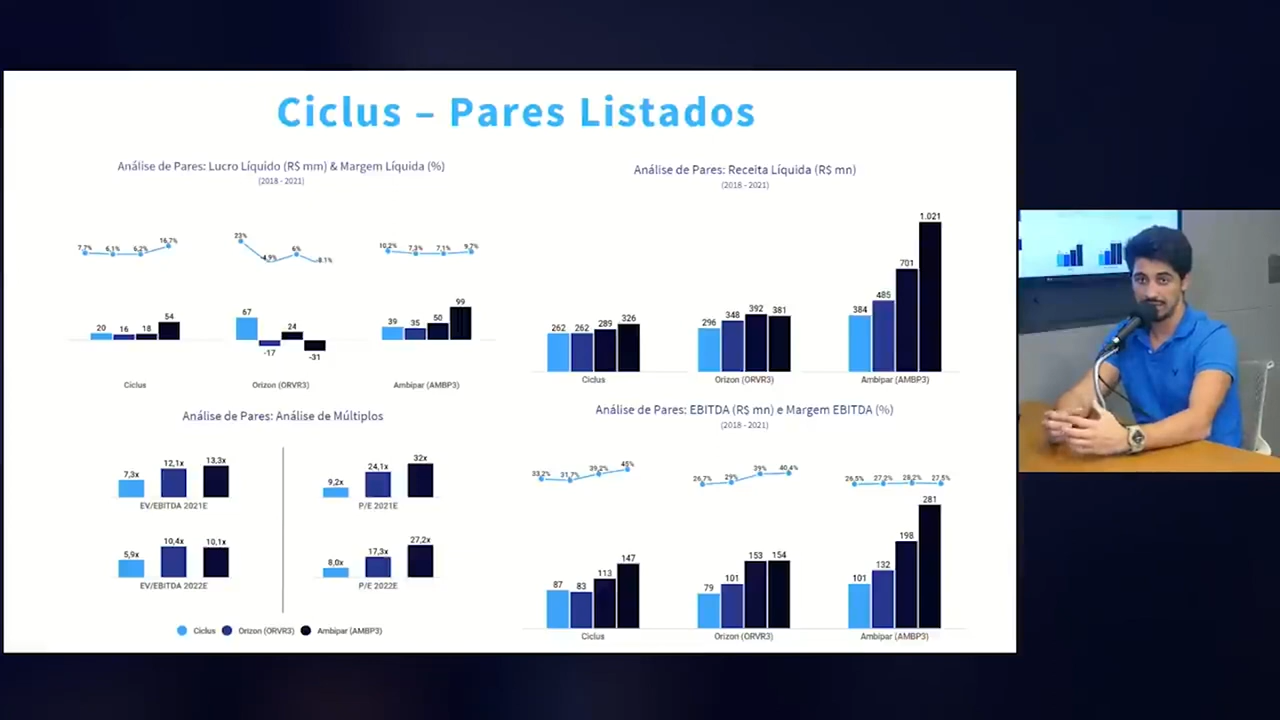 Ciclus – Pares Listados
Análise de Pares: Lucro Líquido (R$ mm) & Margem Líquida (%)
(2018 - 2021)
7,7% 6,1% 6,2% 16,7%
23% -4,9% 6% -8,1%
10,2% 7,3% 7,1% 9,7%
20 16 18 54
67 -17 24 -31
39 35 50 99
Ciclus
Orizon (ORVR3)
Ambipar (AMBP3)
Análise de Pares: Receita Líquida (R$ mn)
(2018 - 2021)
262 262 289 326
296 348 392 381
384 485 701 1.021
Ciclus
Orizon (ORVR3)
Ambipar (AMBP3)
Análise de Pares: Análise de Múltiplos
7,3x 12,1x 13,3x
EV/EBITDA 2021E
9,2x 24,1x 32x
P/E 2021E
5,9x 10,4x 10,1x
EV/EBITDA 2022E
8,0x 17,3x 27,2x
P/E 2022E
Ciclus Orizon (ORVR3) Ambipar (AMBP3)
Análise de Pares: EBITDA (R$ mn) e Margem EBITDA (%)
(2018 - 2021)
33,2% 31,7% 39,2% 45%
26,7% 29% 39% 40,4%
26,5% 27,2% 28,2% 27,5%
87 83 113 147
79 101 153 154
101 132 198 281
Ciclus
Orizon (ORVR3)
Ambipar (AMBP3)